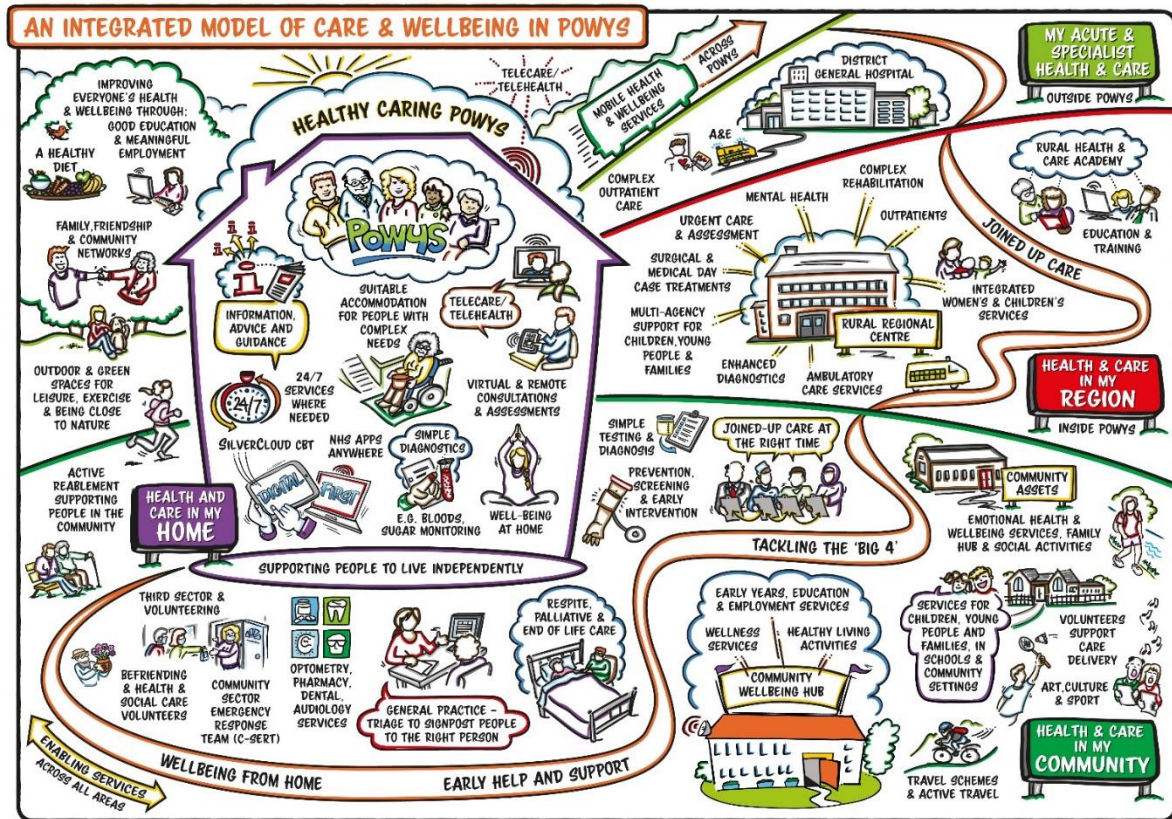 AN INTEGRATED MODEL OF CARE & WELLBEING IN POWYS
IMPROVING
EVERYONE'S HEALTH
& WELLBEING THROUGH:
GOOD EDUCATION
& MEANINGFUL
EMPLOYMENT
A HEALTHY
DIET
FAMILY, FRIENDSHIP
& COMMUNITY
NETWORKS
OUTDOOR & GREEN
SPACES FOR
LEISURE, EXERCISE
& BEING CLOSE
TO NATURE
ACTIVE
REABLEMENT
SUPPORTING
PEOPLE IN THE
COMMUNITY
HEALTHY CARING POWYS
TELECARE/
TELEHEALTH
POWYS
i
i
i
i
INFORMATION,
ADVICE AND
GUIDANCE
SUITABLE
ACCOMMODATION
FOR PEOPLE WITH
COMPLEX
NEEDS
TELECARE/
TELEHEALTH
24/7
24/7
SERVICES
WHERE
NEEDED
VIRTUAL & REMOTE
CONSULTATIONS
& ASSESSMENTS
SILVERCLOUD CBT
NHS APPS
ANYWHERE
DIGITAL
FIRST
SIMPLE
DIAGNOSTICS
E.G. BLOODS,
SUGAR MONITORING
WELL-BEING
AT HOME
HEALTH AND
CARE IN MY
HOME
SUPPORTING PEOPLE TO LIVE INDEPENDENTLY
MOBILE HEALTH
& WELLBEING
SERVICES
ACROSS
POWYS
DISTRICT
GENERAL HOSPITAL
A&E
COMPLEX
OUTPATIENT
CARE
MY ACUTE &
SPECIALIST
HEALTH & CARE
OUTSIDE POWYS
MENTAL HEALTH
COMPLEX
REHABILITATION
OUTPATIENTS
URGENT CARE
& ASSESSMENT
SURGICAL &
MEDICAL DAY
CASE TREATMENTS
MULTI-AGENCY
SUPPORT FOR
CHILDREN, YOUNG
PEOPLE &
FAMILIES
ENHANCED
DIAGNOSTICS
AMBULATORY
CARE SERVICES
RURAL REGIONAL
CENTRE
INTEGRATED
WOMEN'S & CHILDREN'S
SERVICES
RURAL HEALTH &
CARE ACADEMY
EDUCATION &
TRAINING
JOINED UP CARE
HEALTH & CARE
IN MY
REGION
INSIDE POWYS
SIMPLE
TESTING &
DIAGNOSIS
PREVENTION,
SCREENING & EARLY
INTERVENTION
JOINED-UP CARE AT
THE RIGHT TIME
COMMUNITY
ASSETS
EMOTIONAL HEALTH &
WELLBEING SERVICES, FAMILY
HUB & SOCIAL ACTIVITIES
TACKLING THE 'BIG 4'
THIRD SECTOR &
VOLUNTEERING
BEFRIENDING
& HEALTH &
SOCIAL CARE
VOLUNTEERS
COMMUNITY
SECTOR
EMERGENCY
RESPONSE
TEAM (C-SERT)
OPTOMETRY,
PHARMACY,
DENTAL,
AUDIOLOGY
SERVICES
GENERAL PRACTICE -
TRIAGE TO SIGNPOST PEOPLE
TO THE RIGHT PERSON
RESPITE,
PALLIATIVE &
END OF LIFE CARE
ENABLING SERVICES
ACROSS ALL AREAS
WELLBEING FROM HOME
EARLY HELP AND SUPPORT
EARLY YEARS, EDUCATION
& EMPLOYMENT SERVICES
WELLNESS
SERVICES
HEALTHY LIVING
ACTIVITIES
COMMUNITY
WELLBEING HUB
SERVICES FOR
CHILDREN, YOUNG
PEOPLE AND
FAMILIES, IN
SCHOOLS &
COMMUNITY
SETTINGS
VOLUNTEERS
SUPPORT
CARE
DELIVERY
ART, CULTURE
& SPORT
TRAVEL SCHEMES
& ACTIVE TRAVEL
HEALTH & CARE
IN MY
COMMUNITY